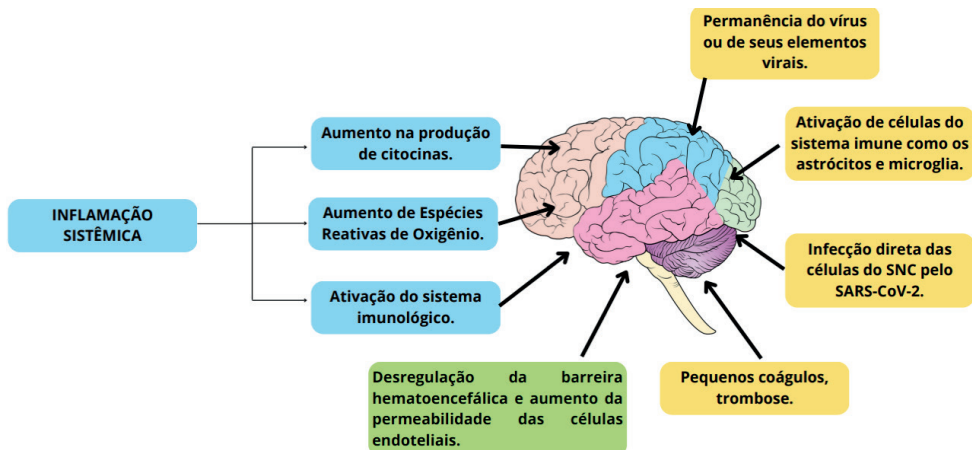 Permanência do vírus
ou de seus elementos
virais.
Aumento na produção
de citocinas.
Ativação de células do
sistema imune como os
astrócitos e microglia.
INFLAMAÇÃO
SISTÊMICA
Aumento de Espécies
Reativas de Oxigênio.
Infecção direta das
células do SNC pelo
SARS-CoV-2.
Ativação do sistema
imunológico.
Desregulação da barreira
hematoencefálica e aumento da
permeabilidade das células
endoteliais.
Pequenos coágulos,
trombose.